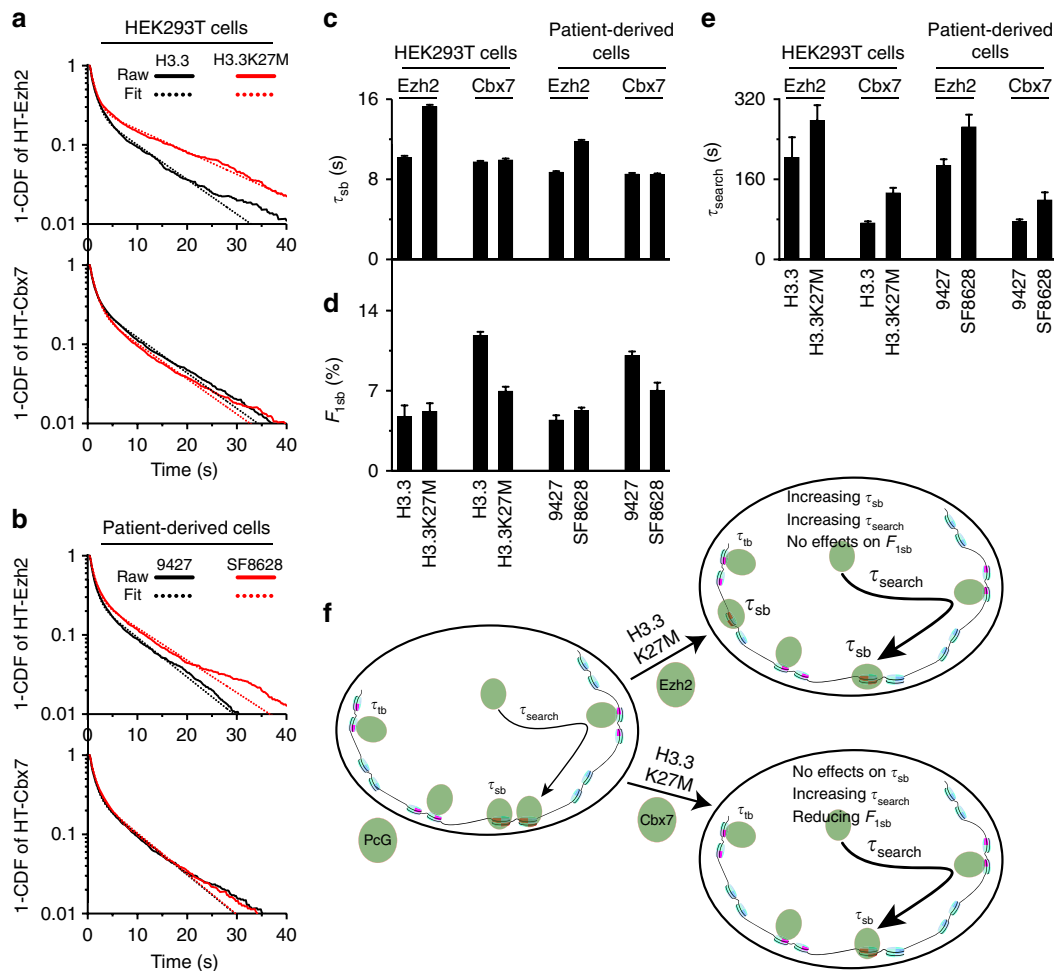 a
HEK293T cells
H3.3 H3.3K27M
Raw
Fit
1-CDF of HT-Ezh2
1
0.1
0.01
0 10 20 30 40
1-CDF of HT-Cbx7
1
0.1
0.01
0 10 20 30 40
Time (s)
b
Patient-derived cells
9427 SF8628
Raw
Fit
1-CDF of HT-Ezh2
1
0.1
0.01
1-CDF of HT-Cbx7
1
0.1
0.01
0 10 20 30 40
Time (s)
c
HEK293T cells
Patient-derived
cells
Ezh2 Cbx7 Ezh2 Cbx7
τsb (s)
16
8
0
d
F1sb (%)
14
7
0
H3.3
H3.3K27M
H3.3
H3.3K27M
9427
SF8628
9427
SF8628
e
HEK293T cells
Patient-derived
cells
Ezh2 Cbx7 Ezh2 Cbx7
τsearch (s)
320
160
0
H3.3
H3.3K27M
H3.3
H3.3K27M
9427
SF8628
9427
SF8628
f
τtb
τsearch
τsb
PcG
H3.3
K27M
Ezh2
H3.3
K27M
Cbx7
Increasing τsb
Increasing τsearch
No effects on F1sb
τtb
τsearch
τsb
τsb
No effects on τsb
Increasing τsearch
Reducing F1sb
τtb
τsearch
τsb